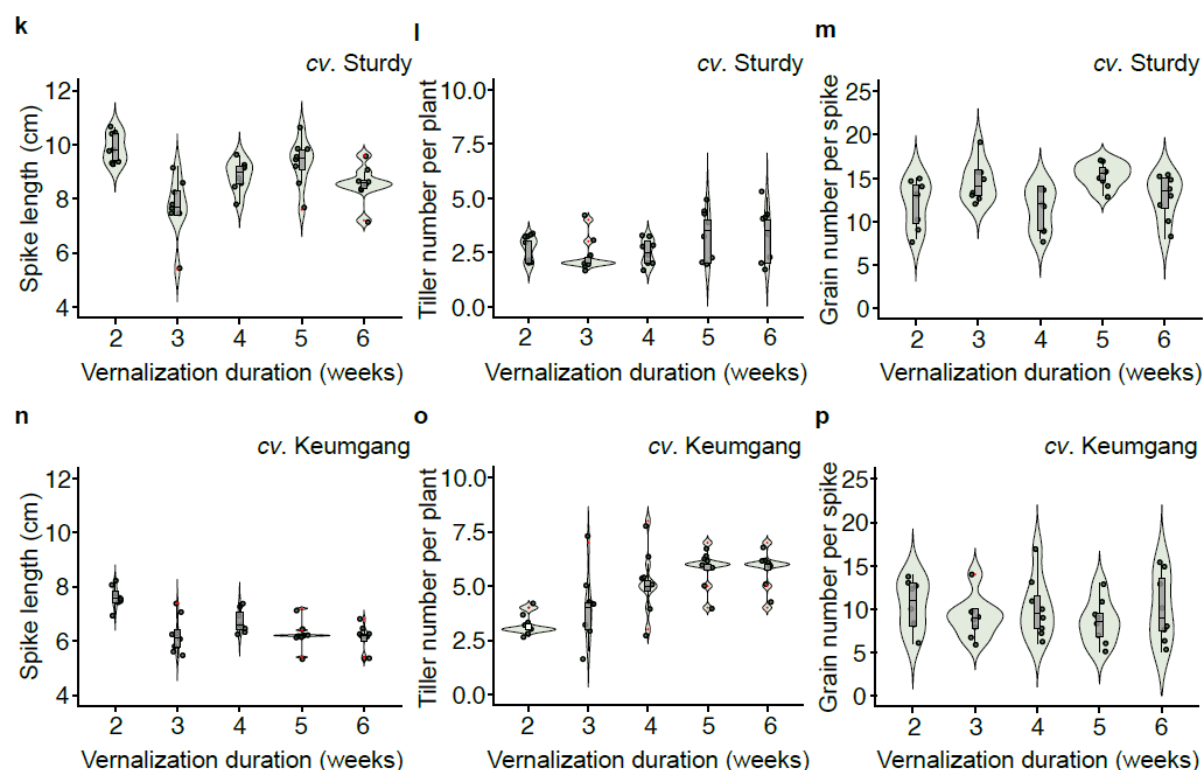 k
cv. Sturdy
Spike length (cm)
12
10
8
6
4
2 3 4 5 6
Vernalization duration (weeks)
l
cv. Sturdy
Tiller number per plant
10.0
7.5
5.0
2.5
0.0
2 3 4 5 6
Vernalization duration (weeks)
m
cv. Sturdy
Grain number per spike
25
20
15
10
5
0
2 3 4 5 6
Vernalization duration (weeks)
n
cv. Keumgang
Spike length (cm)
12
10
8
6
4
2 3 4 5 6
Vernalization duration (weeks)
o
cv. Keumgang
Tiller number per plant
10.0
7.5
5.0
2.5
0.0
2 3 4 5 6
Vernalization duration (weeks)
p
cv. Keumgang
Grain number per spike
25
20
15
10
5
0
2 3 4 5 6
Vernalization duration (weeks)